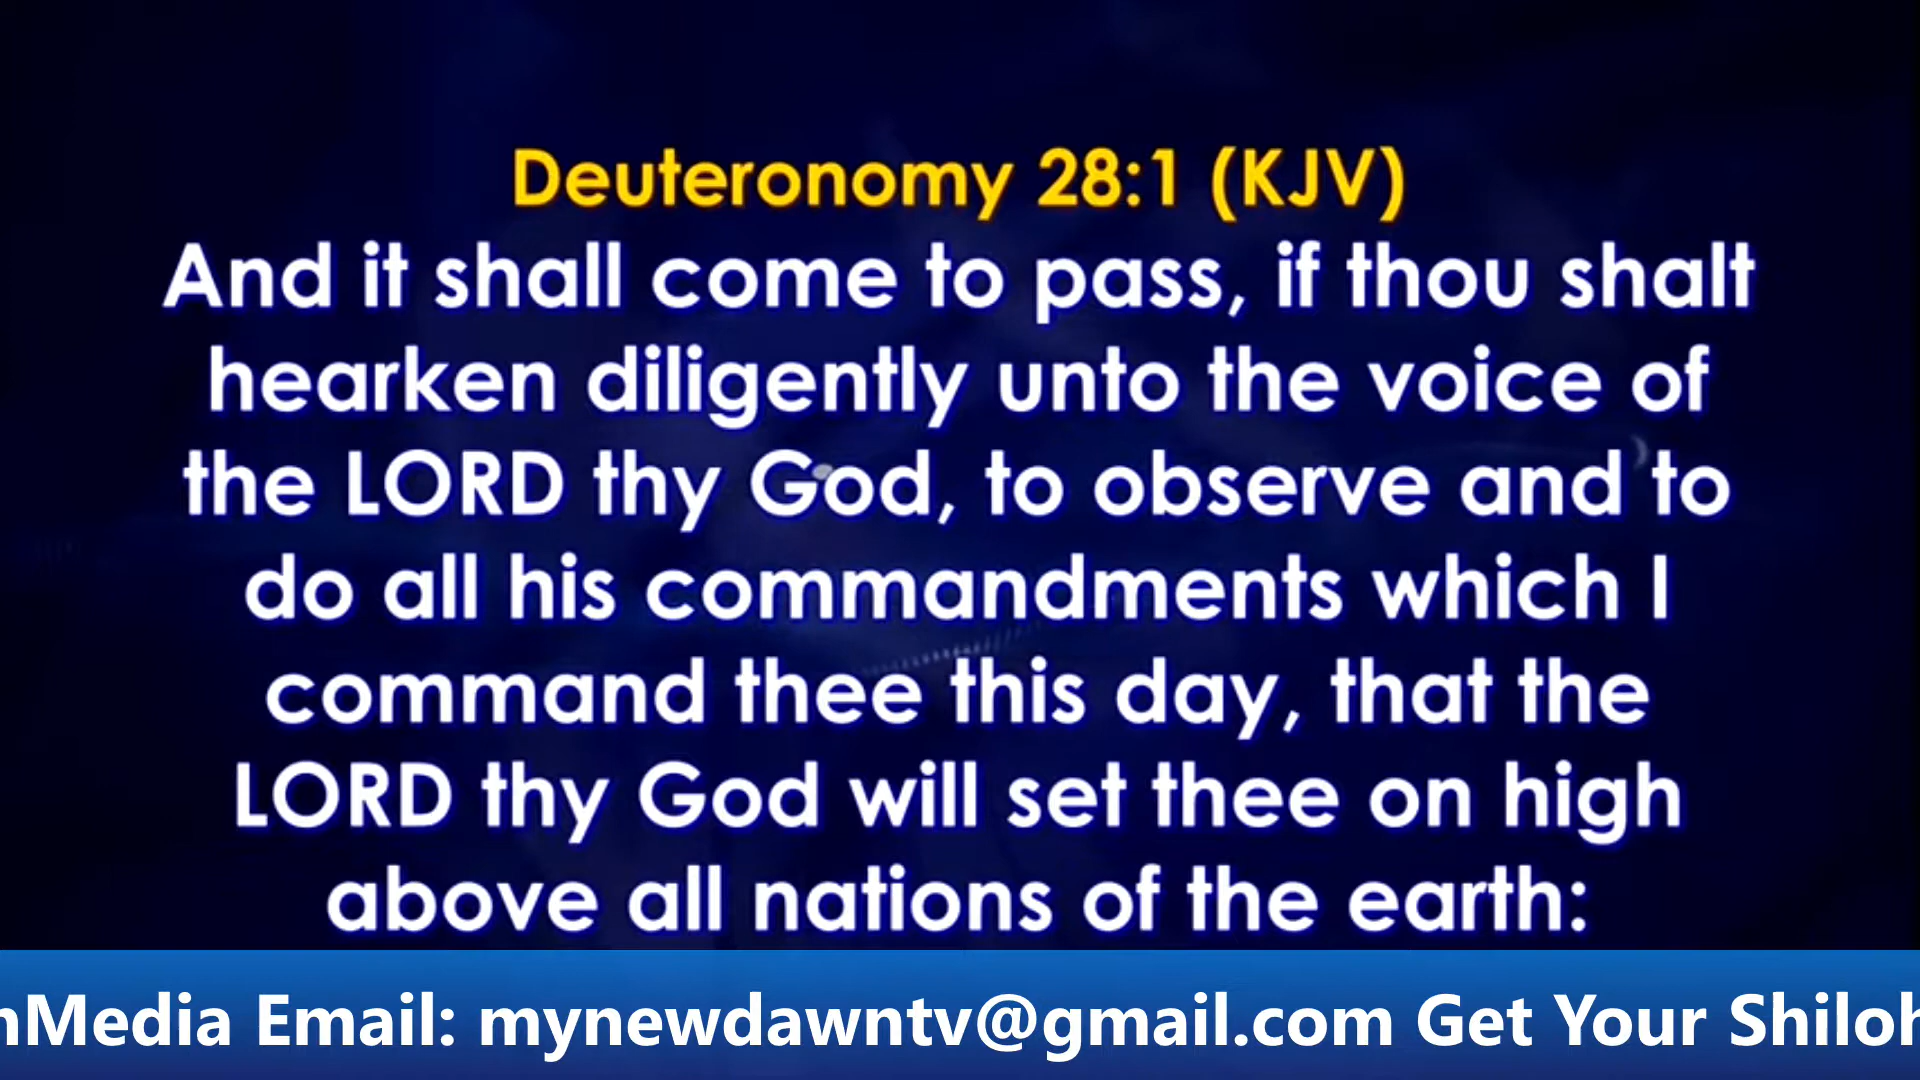 Deuteronomy 28:1 (KJV)
And it shall come to pass, if thou shalt
hearken diligently unto the voice of
the LORD thy God, to observe and to
do all his commandments which I
command thee this day, that the
LORD thy God will set thee on high
above all nations of the earth:
nMedia Email: mynewdawntv@gmail.com Get Your Shiloh